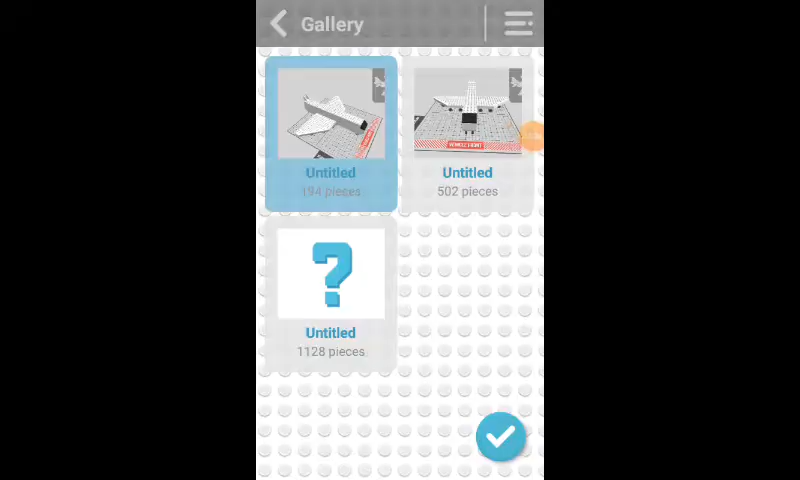 Gallery
Untitled
194 pieces
Untitled
502 pieces
?
Untitled
1128 pieces